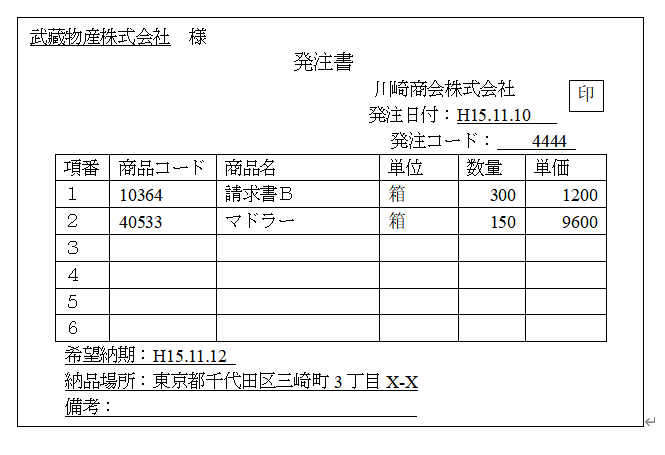 武蔵物産株式会社 様
発注書
川崎商会株式会社 印
発注日付：H15.11.10
発注コード： 4444
項番 商品コード 商品名 単位 数量 単価
１ 10364 請求書Ｂ 箱 300 1200
２ 40533 マドラー 箱 150 9600
３
４
５
６
希望納期：H15.11.12
納品場所：東京都千代田区三崎町 3 丁目 X-X
備考：